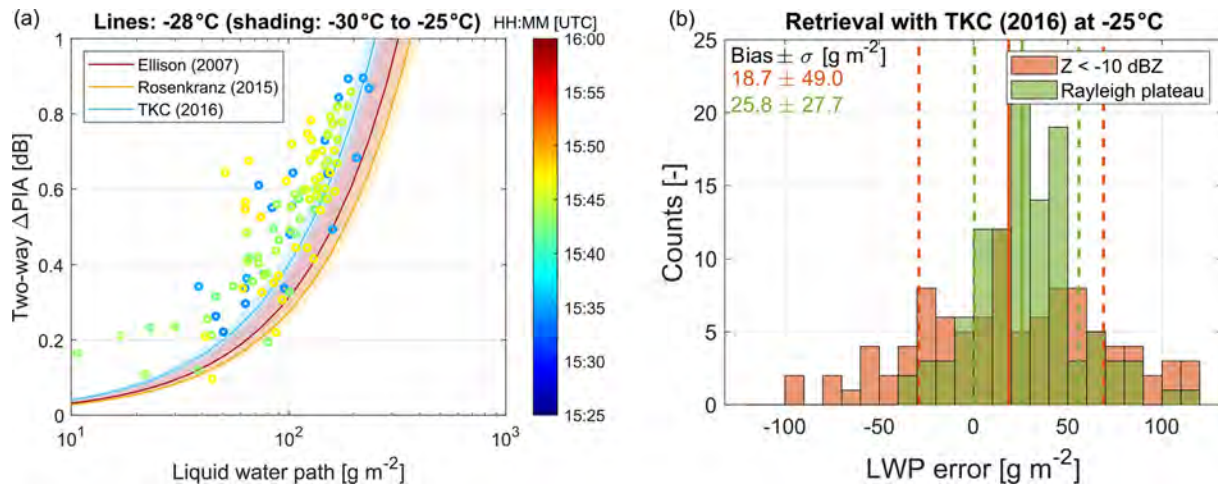 (a)
Lines: -28°C (shading: -30°C to -25°C)
HH:MM [UTC]
Ellison (2007)
Rosenkranz (2015)
TKC (2016)
1
0.8
0.6
0.4
0.2
0
Two-way ΔPIA [dB]
10^1
10^2
10^3
Liquid water path [g m^-2]
16:00
15:55
15:50
15:45
15:40
15:35
15:30
15:25
(b)
Retrieval with TKC (2016) at -25°C
Bias ± σ [g m^-2]
18.7 ± 49.0
25.8 ± 27.7
Z < -10 dBZ
Rayleigh plateau
25
20
15
10
5
0
Counts [-]
-100
-50
0
50
100
LWP error [g m^-2]